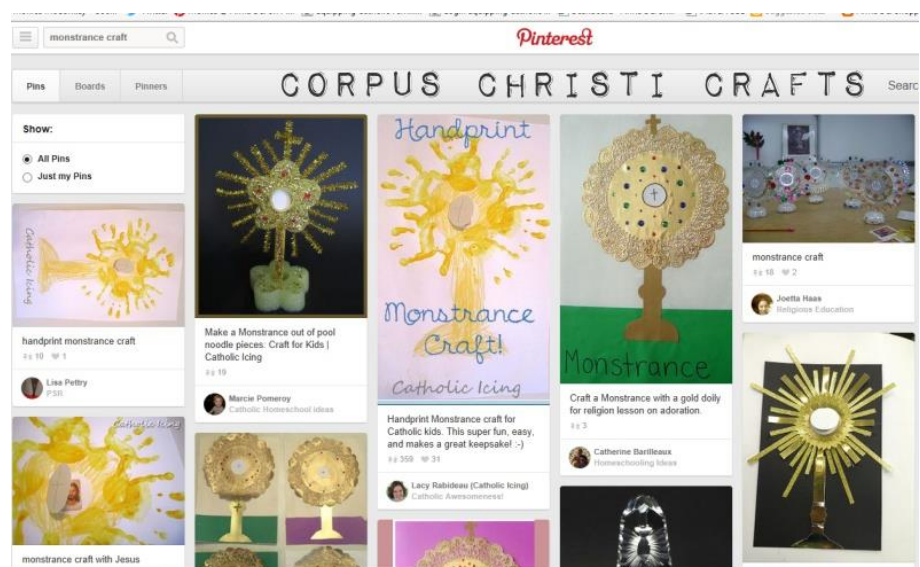 monstrance craft
Pinterest
Pins
Boards
Pinners
CORPUS CHRISTI CRAFTS
Searc
Show:
All Pins
Just my Pins
Catholic Icing
handprint monstrance craft
10 1
Lisa Pettry
PSR
Catholic Icing
monstrance craft with Jesus
Make a Monstrance out of pool
noodle pieces: Craft for Kids |
Catholic Icing
10
Marcie Pomeroy
Catholic Homeschool ideas
Handprint
Monstrance
Craft!
Catholic Icing
Handprint Monstrance craft for
Catholic kids. This super fun, easy,
and makes a great keepsake! :-)
359 31
Lacy Rabideau (Catholic Icing)
Catholic Awesomeness!
Monstrance
Craft a Monstrance with a gold doily
for religion lesson on adoration.
3
Catherine Barilleaux
Homeschooling Ideas
monstrance craft
2
Joetta Haas
Religious Education